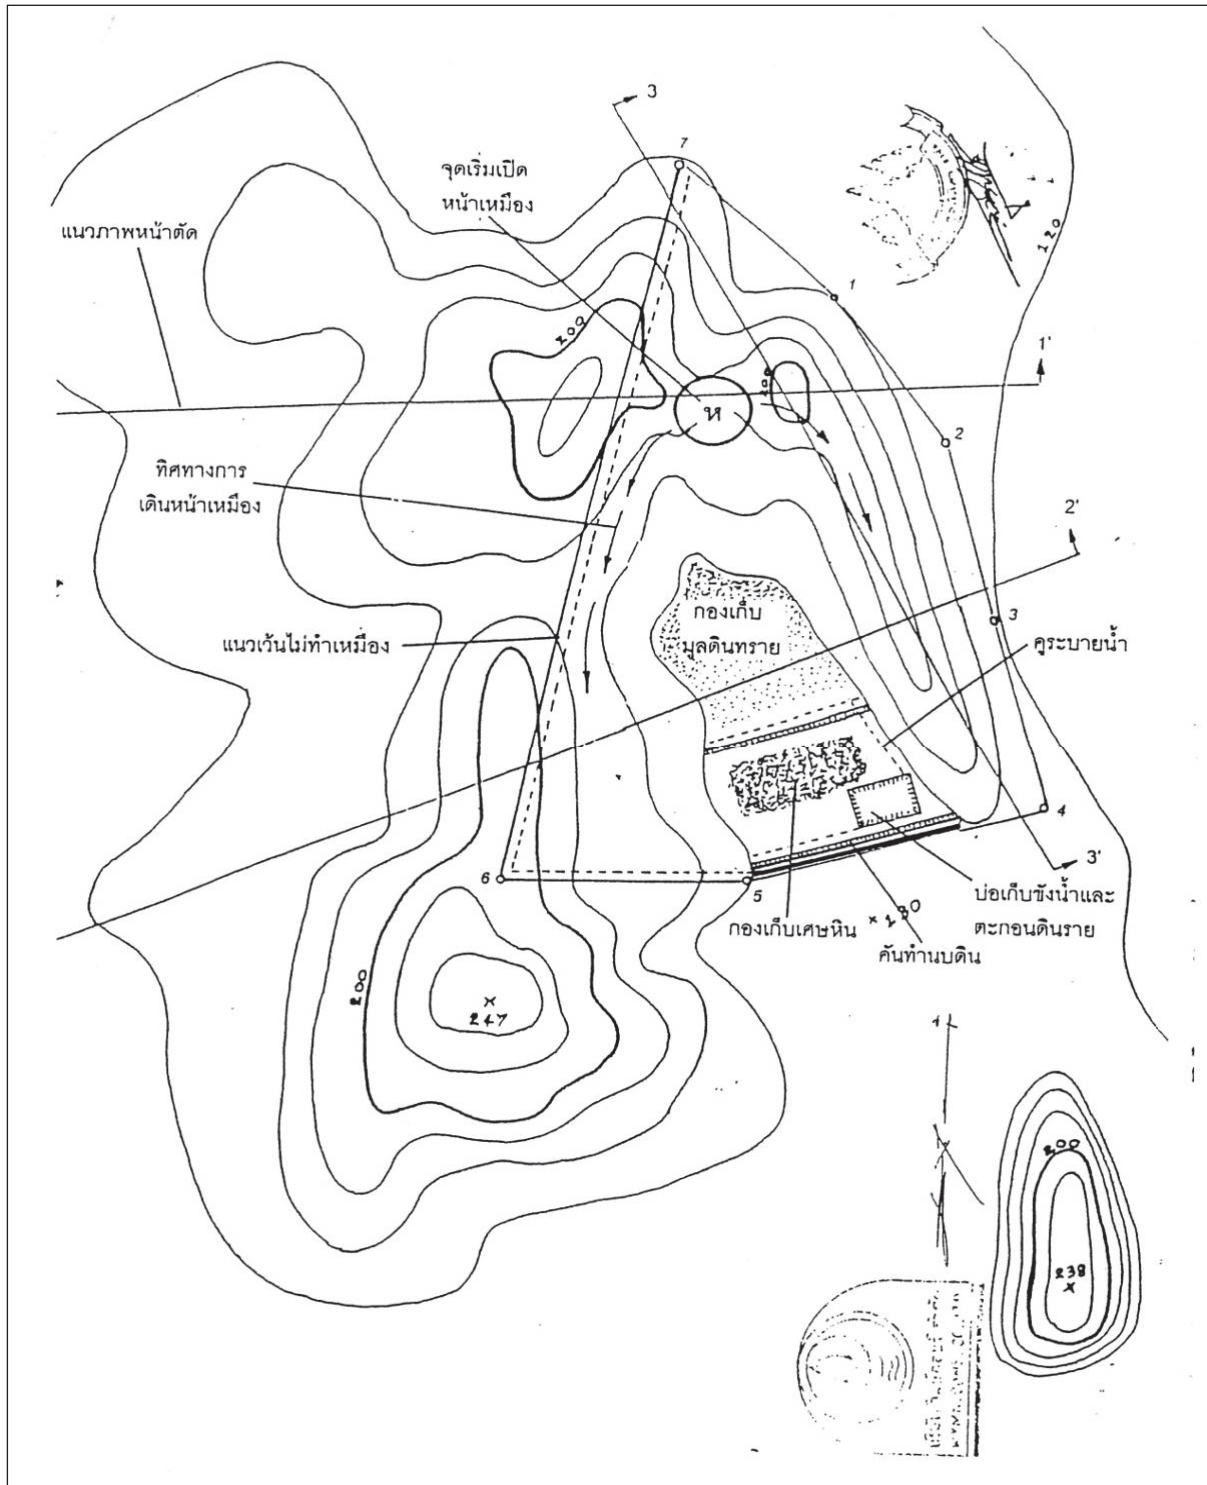 3
7
จุดเริ่มเปิด
หน้าเหมือง
แนวภาพหน้าตัด
120
1
200
1'
200
ห
2
ทิศทางการ
เดินหน้าเหมือง
2'
กองเก็บ
มูลดินทราย
3
แนวเว้นไม่ทำเหมือง
คูระบายน้ำ
4
3'
6
5
บ่อเก็บขังน้ำและ
ตะกอนดินราย
กองเก็บเศษหิน
คันทำนบดิน
200
247
200
238